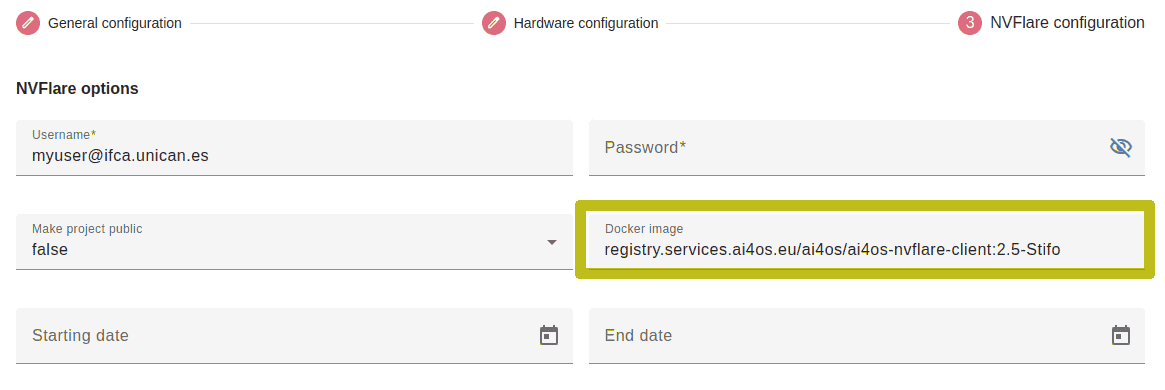 General configuration
Hardware configuration
3 NVFlare configuration
NVFlare options
Username*
myuser@ifca.unican.es
Password*
Make project public
false
Docker image
registry.services.ai4os.eu/ai4os/ai4os-nvflare-client:2.5-Stifo
Starting date
End date